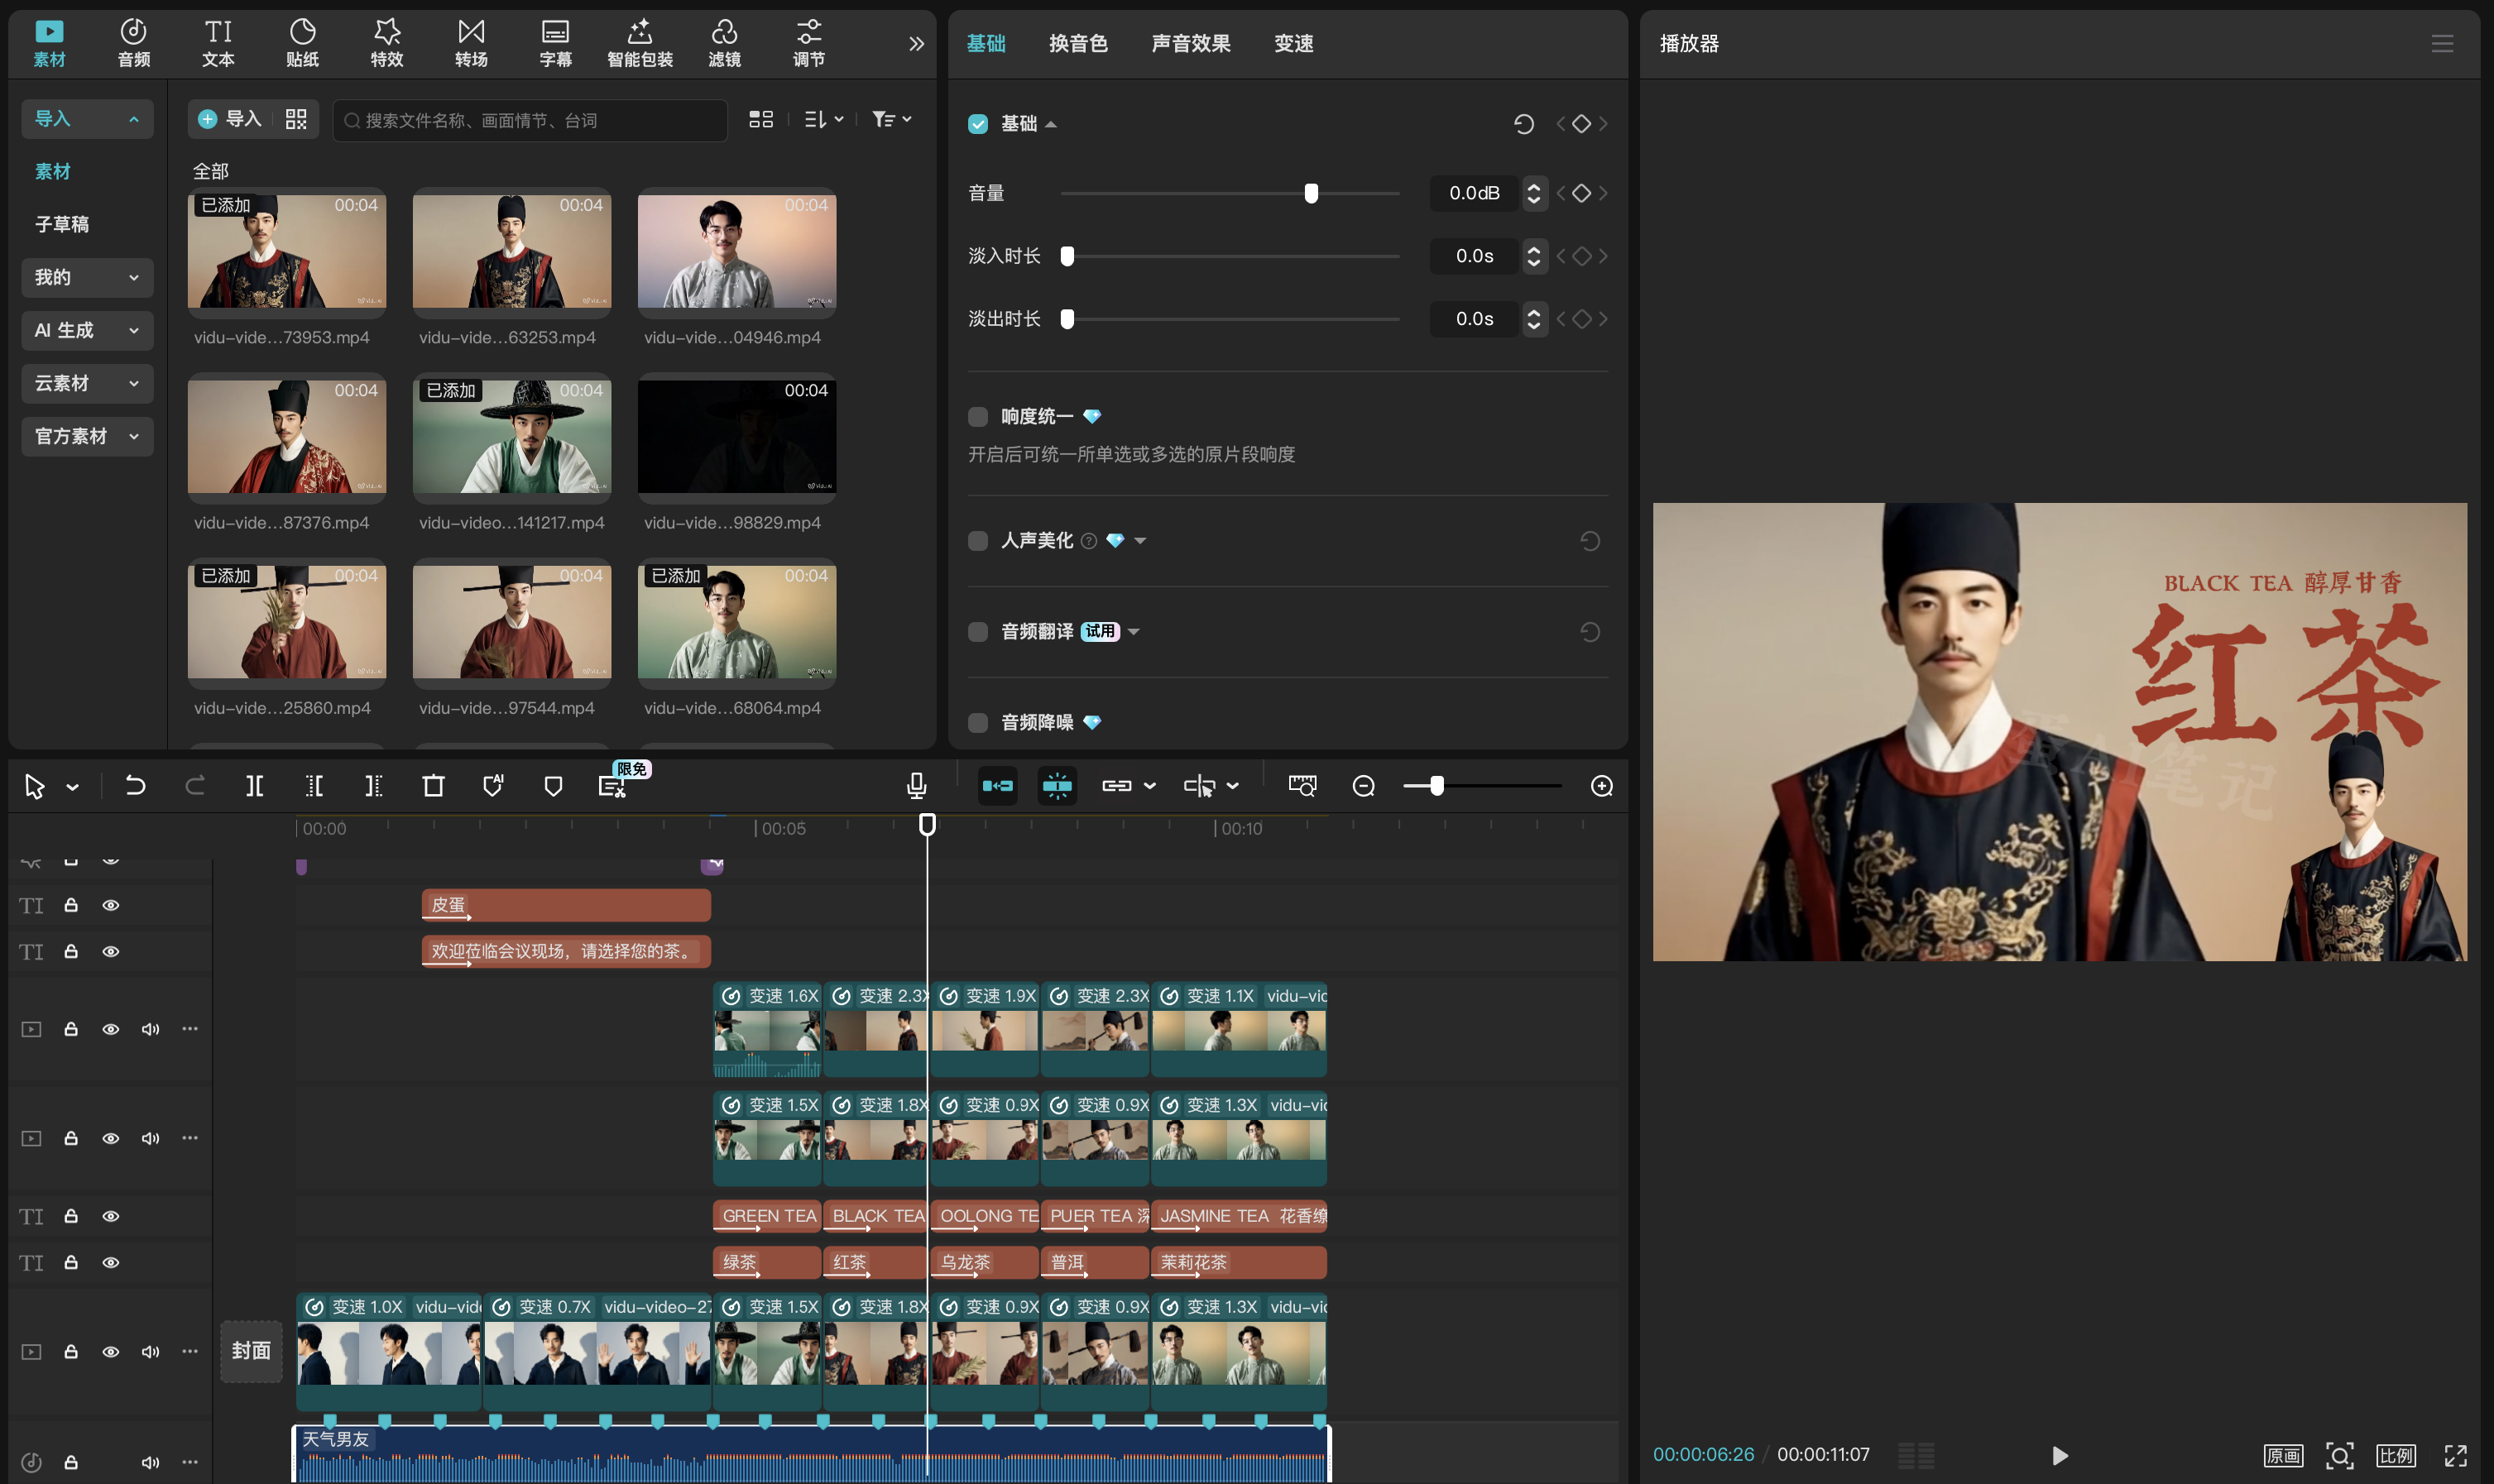 素材 音频 文本 贴纸 特效 转场 字幕 智能包装 滤镜 调节
导入
素材
子草稿
我的
AI 生成
云素材
官方素材
导入
搜索文件名称、画面情节、台词
全部
已添加 00:04 00:04 00:04
vidu-vide...73953.mp4 vidu-vide...63253.mp4 vidu-vide...04946.mp4
00:04 已添加 00:04 00:04
vidu-vide...87376.mp4 vidu-video...141217.mp4 vidu-vide...98829.mp4
已添加 00:04 00:04 已添加 00:04
vidu-vide...25860.mp4 vidu-vide...97544.mp4 vidu-vide...68064.mp4
基础 换音色 声音效果 变速
基础
音量 0.0dB
淡入时长 0.0s
淡出时长 0.0s
响度统一
开启后可统一所单选或多选的原片段响度
人声美化
音频翻译 试用
音频降噪
播放器
BLACK TEA 醇厚甘香
红茶
蛋AI笔记
00:00:06:26 / 00:00:11:07
原画 比例
AI 限免
00:00 00:05 00:10
TI 皮蛋
TI 欢迎莅临会议现场，请选择您的茶。
变速 1.6X 变速 2.3X 变速 1.9X 变速 2.3X 变速 1.1X vidu-vid
变速 1.5X 变速 1.8X 变速 0.9X 变速 0.9X 变速 1.3X vidu-vid
TI GREEN TEA BLACK TEA OOLONG TE PUER TEA 深 JASMINE TEA 花香缭
TI 绿茶 红茶 乌龙茶 普洱 茉莉花茶
变速 1.0X vidu-vide 变速 0.7X vidu-video-27 变速 1.5X 变速 1.8X 变速 0.9X 变速 0.9X 变速 1.3X vidu-vid
封面
天气男友